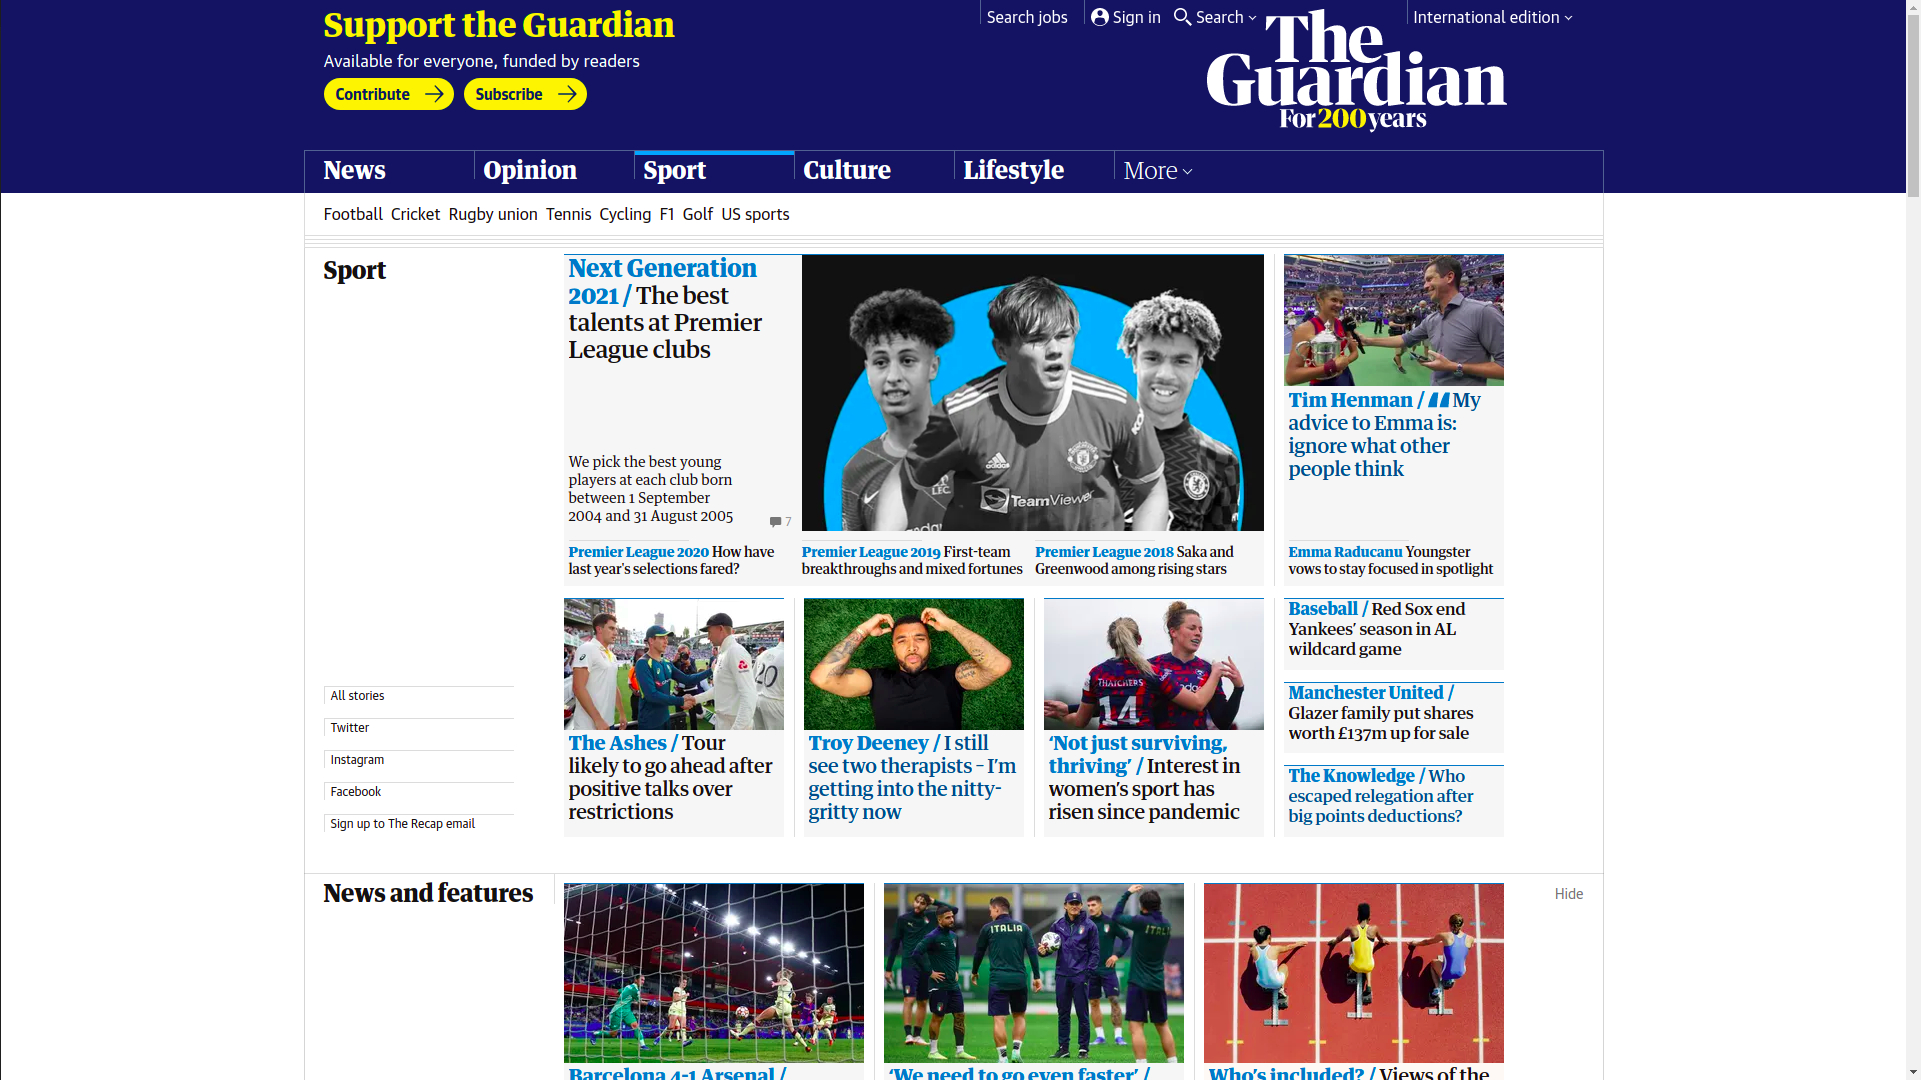 Support the Guardian
Available for everyone, funded by readers
Contribute
Subscribe
Search jobs
Sign in
Search
International edition
The
Guardian
For 200 years
News
Opinion
Sport
Culture
Lifestyle
More
Football Cricket Rugby union Tennis Cycling F1 Golf US sports
Sport
Next Generation
2021 / The best
talents at Premier
League clubs
We pick the best young
players at each club born
between 1 September
2004 and 31 August 2005
7
LFC
adidas
TeamViewer
Premier League 2020 How have
last year's selections fared?
Premier League 2019 First-team
breakthroughs and mixed fortunes
Premier League 2018 Saka and
Greenwood among rising stars
Tim Henman / “ My
advice to Emma is:
ignore what other
people think
Emma Raducanu Youngster
vows to stay focused in spotlight
The Ashes / Tour
likely to go ahead after
positive talks over
restrictions
Troy Deeney / I still
see two therapists – I’m
getting into the nitty-
gritty now
THATCHERS
14
‘Not just surviving,
thriving’ / Interest in
women’s sport has
risen since pandemic
Baseball / Red Sox end
Yankees’ season in AL
wildcard game
Manchester United /
Glazer family put shares
worth £137m up for sale
The Knowledge / Who
escaped relegation after
big points deductions?
All stories
Twitter
Instagram
Facebook
Sign up to The Recap email
News and features
Hide
ITALIA
Barcelona 4-1 Arsenal /
‘We need to go even faster’ /
Who’s included? / Views of the